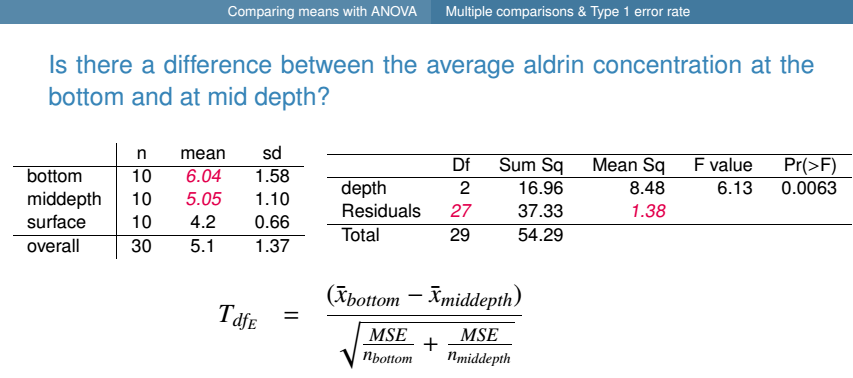 Comparing means with ANOVA Multiple comparisons & Type 1 error rate
Is there a difference between the average aldrin concentration at the
bottom and at mid depth?
n mean sd
bottom 10 6.04 1.58
middepth 10 5.05 1.10
surface 10 4.2 0.66
overall 30 5.1 1.37
Df Sum Sq Mean Sq F value Pr(>F)
depth 2 16.96 8.48 6.13 0.0063
Residuals 27 37.33 1.38
Total 29 54.29
T_{df_E} = \frac{(\bar{x}_{bottom} − \bar{x}_{middepth})}{\sqrt{\frac{MSE}{n_{bottom}} + \frac{MSE}{n_{middepth}}}}